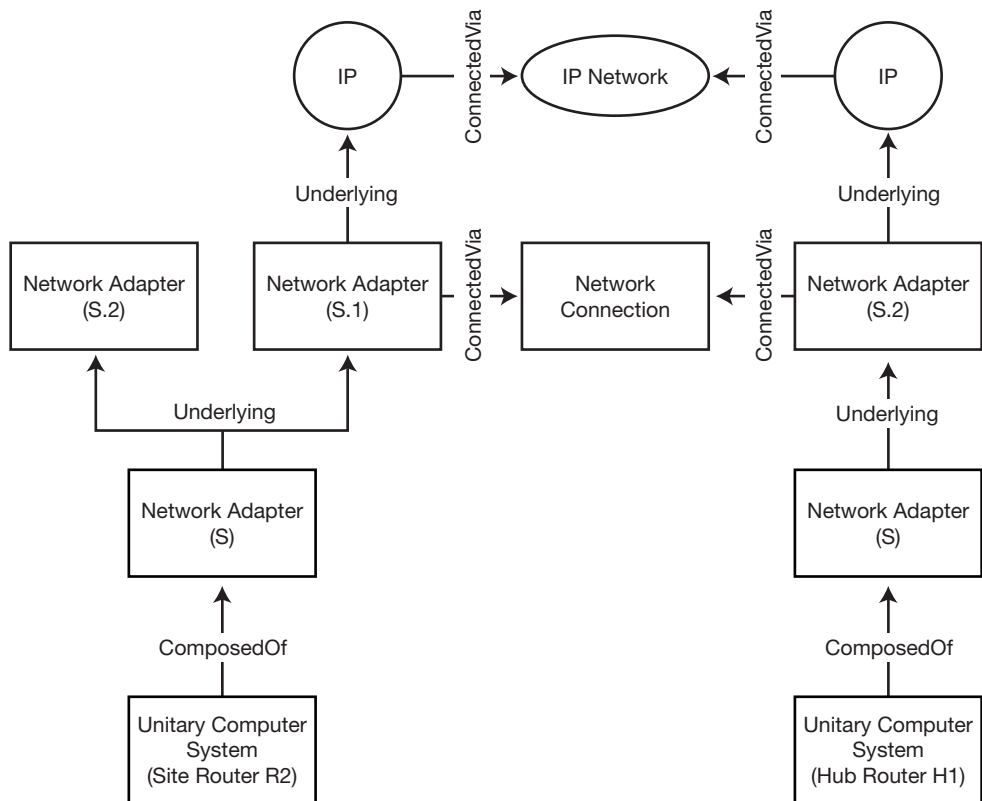 IP
ConnectedVia
IP Network
ConnectedVia
IP
Underlying
Underlying
Network Adapter
(S.2)
Network Adapter
(S.1)
ConnectedVia
Network
Connection
ConnectedVia
Network Adapter
(S.2)
Underlying
Underlying
Network Adapter
(S)
Network Adapter
(S)
ComposedOf
ComposedOf
Unitary Computer
System
(Site Router R2)
Unitary Computer
System
(Hub Router H1)